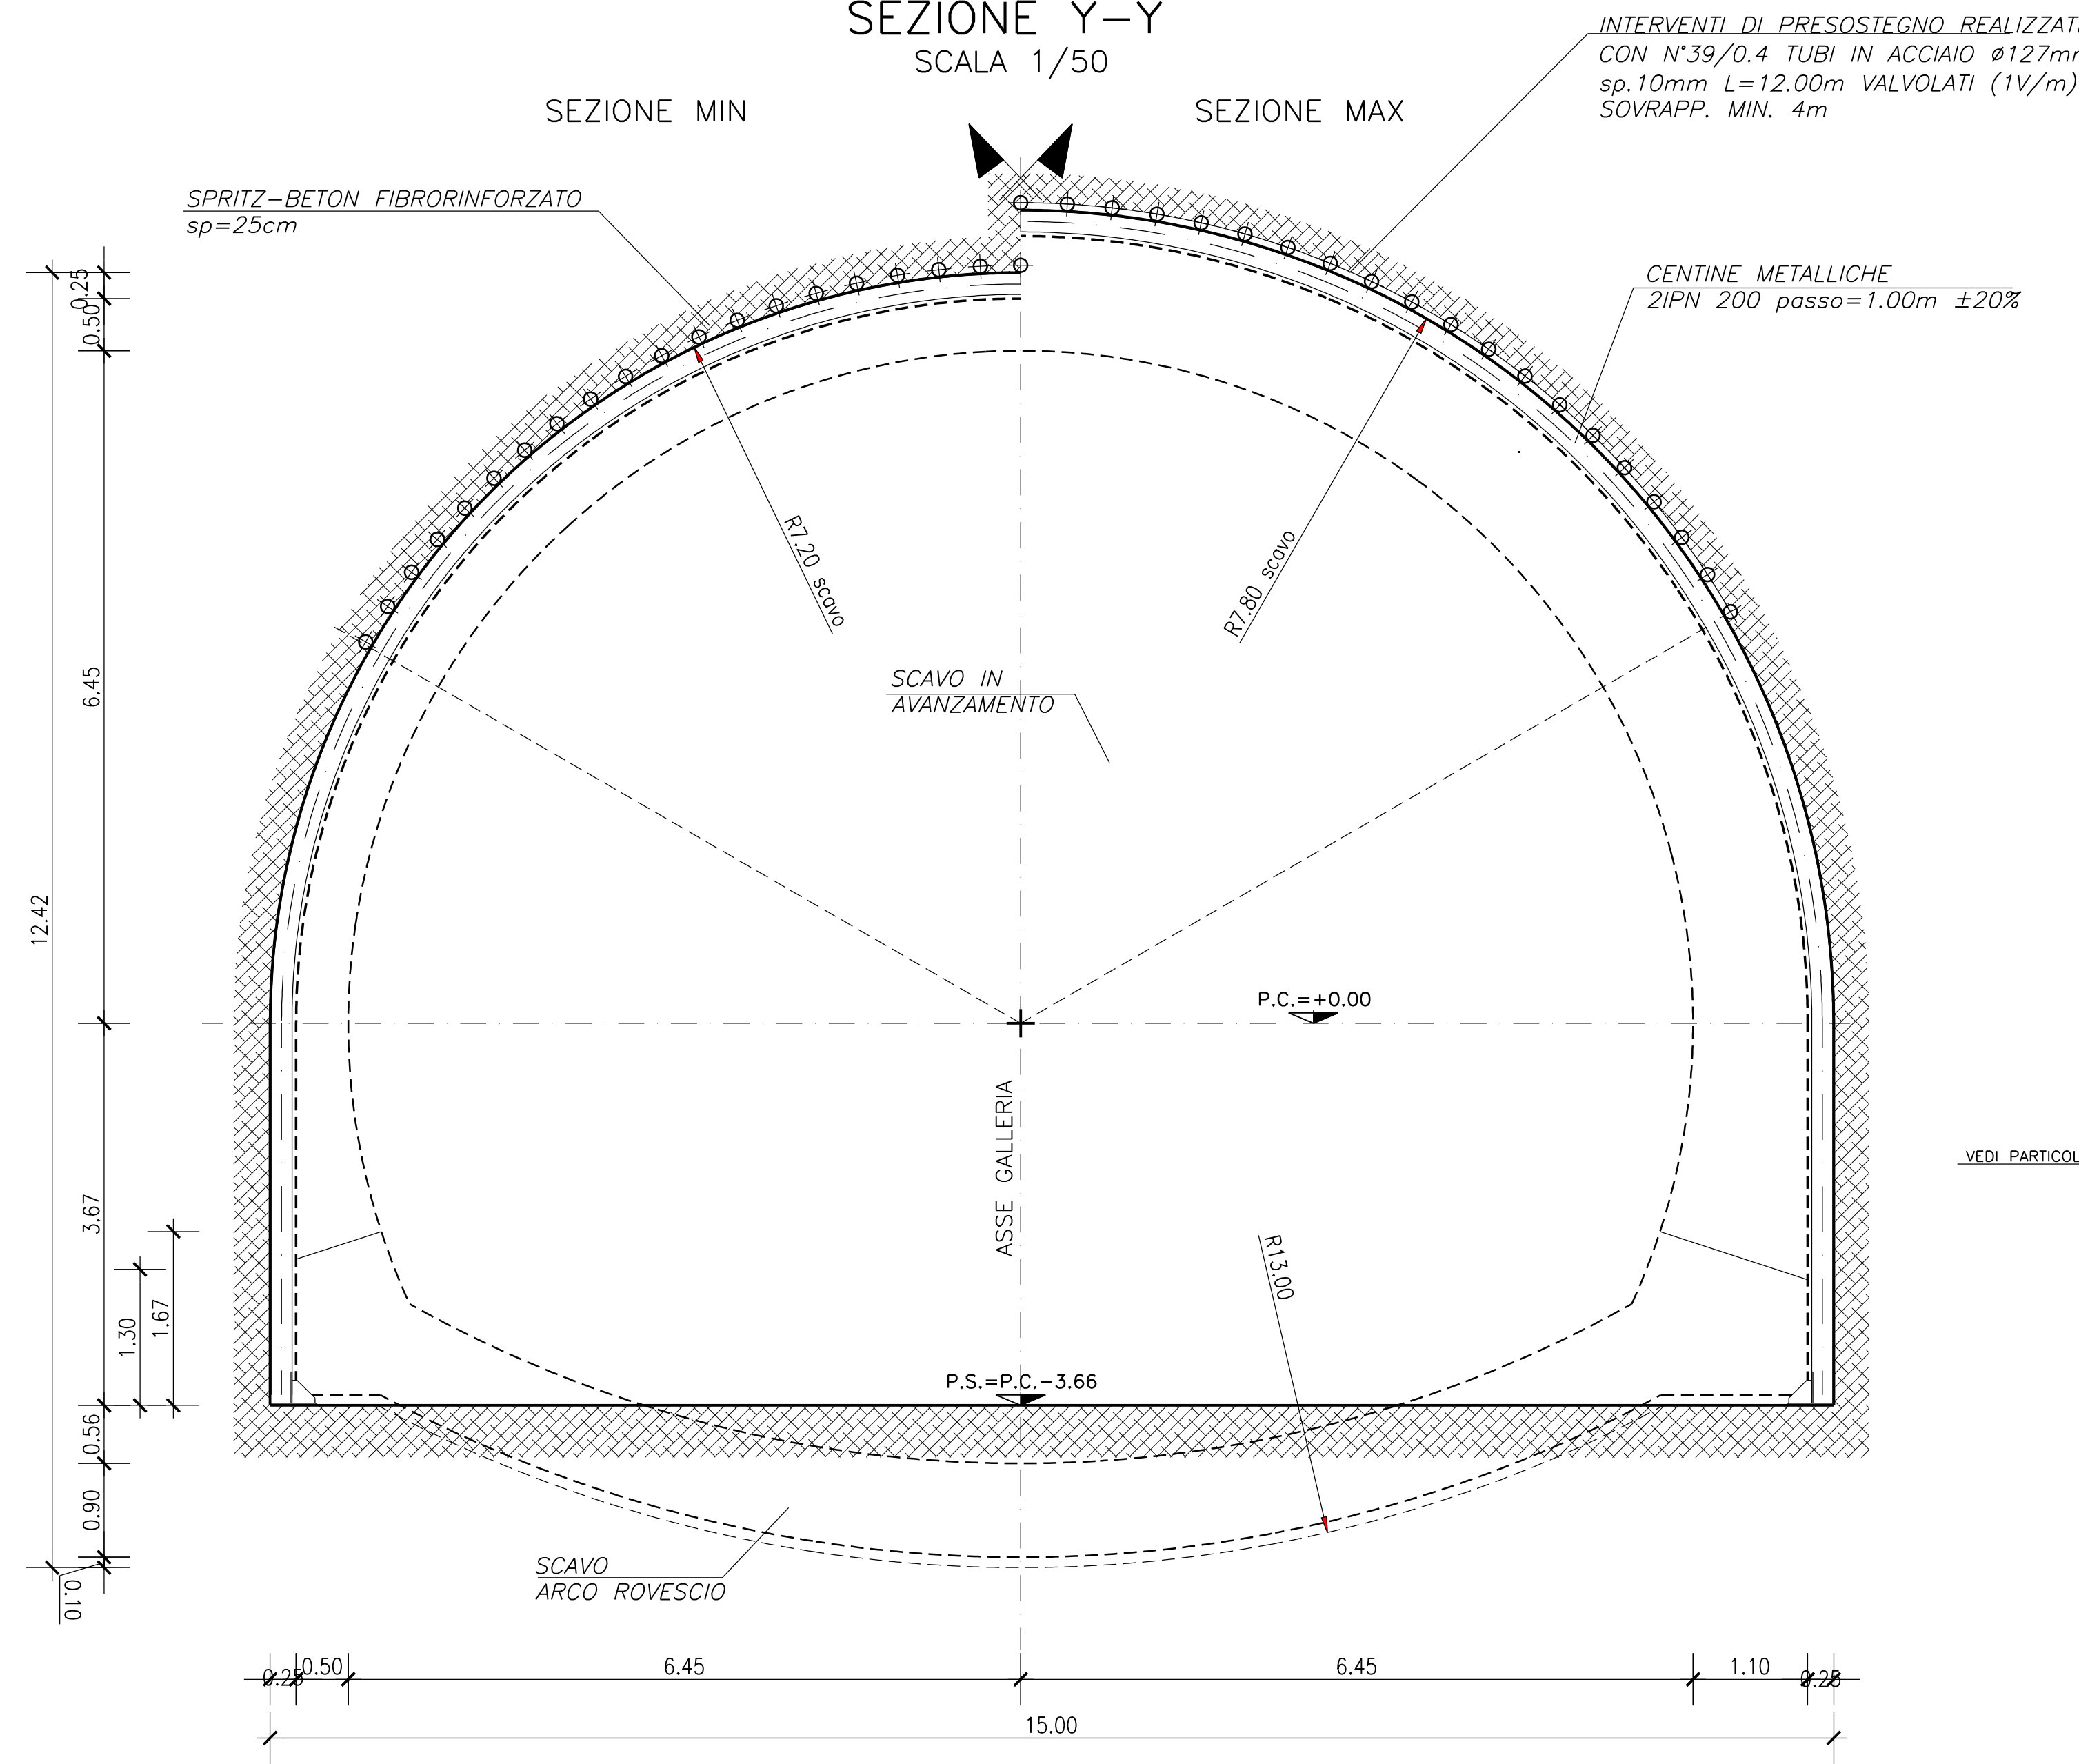 SEZIONE Y-Y
SCALA 1/50
SEZIONE MIN
SEZIONE MAX
INTERVENTI DI PRESOSTEGNO REALIZZATI
CON N°39/0.4 TUBI IN ACCIAIO ø127mm
sp.10mm L=12.00m VALVOLATI (1V/m)
SOVRAPP. MIN. 4m
SPRITZ-BETON FIBRORINFORZATO
sp=25cm
CENTINE METALLICHE
2IPN 200 passo=1.00m ±20%
0.25
0.50
R7.20 scavo
R7.80 scavo
6.45
SCAVO IN
AVANZAMENTO
12.42
P.C.=+0.00
ASSE GALLERIA
VEDI PARTICOL
3.67
1.30
1.67
R13.00
P.S.=P.C.-3.66
0.56
0.90
0.10
SCAVO
ARCO ROVESCIO
0.25
0.50
6.45
6.45
1.10
0.25
15.00